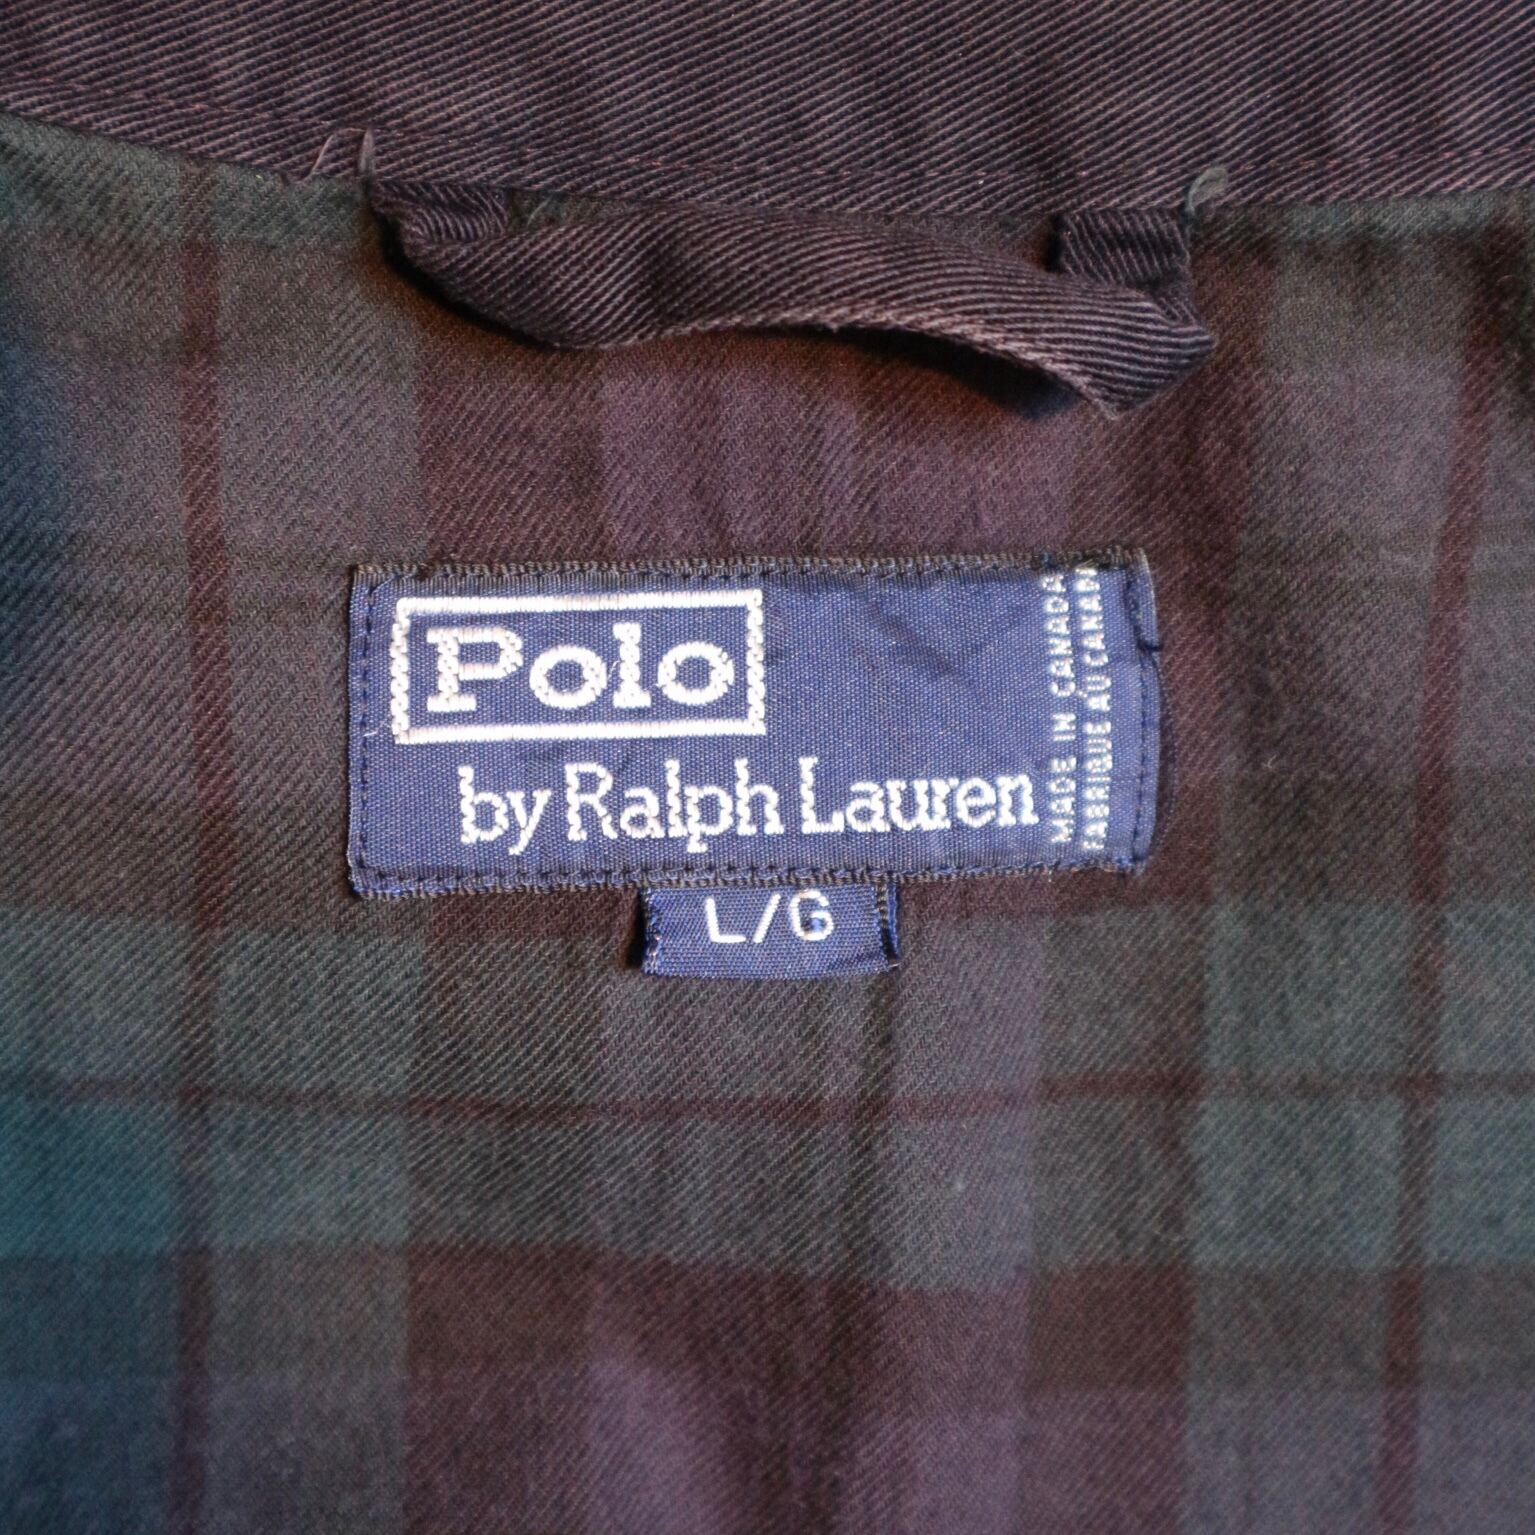 Polo
by Ralph Lauren
MADE IN CANADA
FABRIQUE AU CANADA
L/G